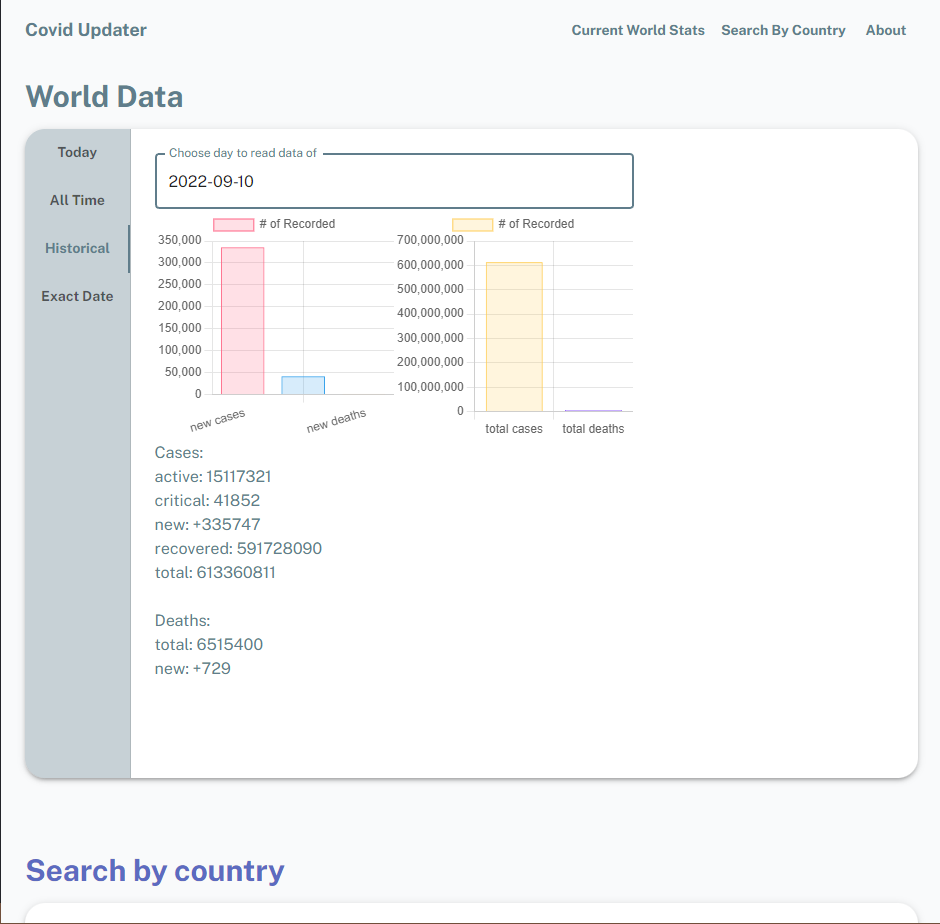 Covid Updater
Current World Stats
Search By Country
About
World Data
Today
All Time
Historical
Exact Date
Choose day to read data of
2022-09-10
# of Recorded
350,000
300,000
250,000
200,000
150,000
100,000
50,000
0
new cases
new deaths
# of Recorded
700,000,000
600,000,000
500,000,000
400,000,000
300,000,000
200,000,000
100,000,000
0
total cases
total deaths
Cases:
active: 15117321
critical: 41852
new: +335747
recovered: 591728090
total: 613360811
Deaths:
total: 6515400
new: +729
Search by country